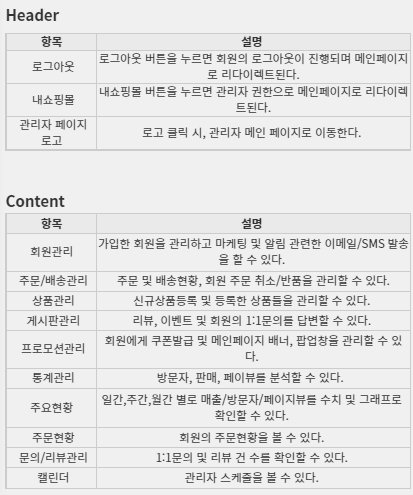 Header
항목 설명
로그아웃 로그아웃 버튼을 누르면 회원의 로그아웃이 진행되며 메인페이지
로 리다이렉트된다.
내쇼핑몰 내쇼핑몰 버튼을 누르면 관리자 권한으로 메인페이지로 리다이렉
트된다.
관리자 페이지
로고 로고 클릭 시, 관리자 메인 페이지로 이동한다.
Content
항목 설명
회원관리 가입한 회원을 관리하고 마케팅 및 알림 관련한 이메일/SMS 발송
을 할 수 있다.
주문/배송관리 주문 및 배송현황, 회원 주문 취소/반품을 관리할 수 있다.
상품관리 신규상품등록 및 등록한 상품들을 관리할 수 있다.
게시판관리 리뷰, 이벤트 및 회원의 1:1문의를 답변할 수 있다.
프로모션관리 회원에게 쿠폰발급 및 메인페이지 배너, 팝업창을 관리할 수 있
다.
통계관리 방문자, 판매, 페이뷰를 분석할 수 있다.
주요현황 일간,주간,월간 별로 매출/방문자/페이지뷰를 수치 및 그래프로
확인할 수 있다.
주문현황 회원의 주문현황을 볼 수 있다.
문의/리뷰관리 1:1문의 및 리뷰 건 수를 확인할 수 있다.
캘린더 관리자 스케줄을 볼 수 있다.